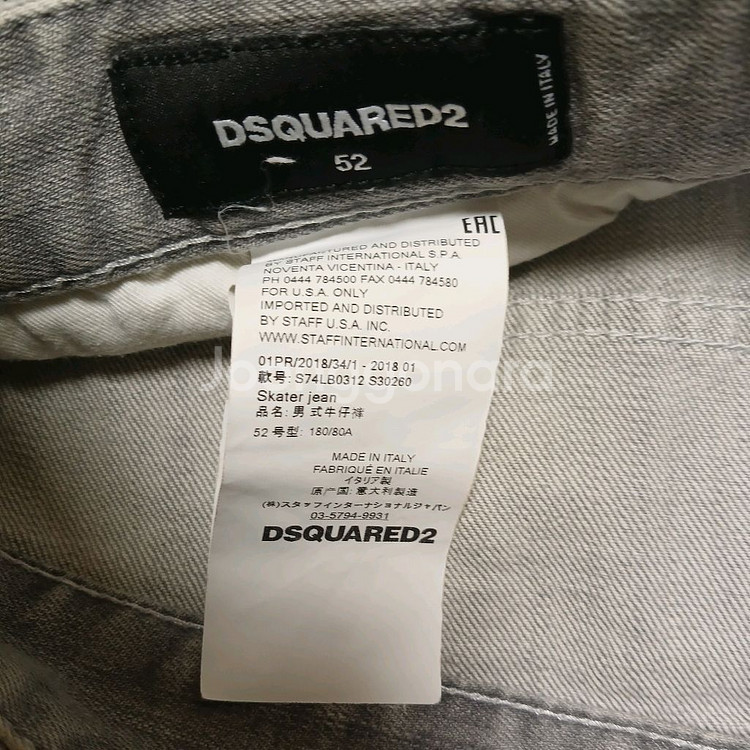 DSQUARED2
52
MADE IN ITALY
EAC
AND DISTRIBUTED
BY STAFF INTERNATIONAL S.P.A.
NOVENTA VICENTINA - ITALY
PH 0444 784500 FAX 0444 784580
FOR U.S.A. ONLY
IMPORTED AND DISTRIBUTED
BY STAFF U.S.A. INC.
WWW.STAFFINTERNATIONAL.COM
01PR/2018/34/1 - 2018 01
款号: S74LB0312 S30260
Skater jean
品名: 男式牛仔裤
52 号型: 180/80A
MADE IN ITALY
FABRIQUÉ EN ITALIE
イタリア製
原产国: 意大利製造
(株)スタッフインターナショナルジャパン
03-5794-9931
DSQUARED2
Joonggonara